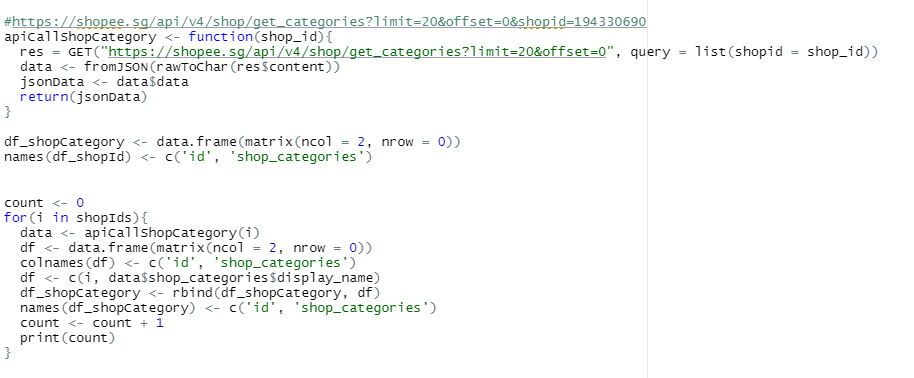 #https://shopee.sg/api/v4/shop/get_categories?limit=20&offset=0&shopid=194330690
apiCallShopCategory <- function(shop_id){
  res = GET("https://shopee.sg/api/v4/shop/get_categories?limit=20&offset=0", query = list(shopid = shop_id))
  data <- fromJSON(rawToChar(res$content))
  jsonData <- data$data
  return(jsonData)
}
df_shopCategory <- data.frame(matrix(ncol = 2, nrow = 0))
names(df_shopId) <- c('id', 'shop_categories')
count <- 0
for(i in shopIds){
  data <- apiCallShopCategory(i)
  df <- data.frame(matrix(ncol = 2, nrow = 0))
  colnames(df) <- c('id', 'shop_categories')
  df <- c(i, data$shop_categories$display_name)
  df_shopCategory <- rbind(df_shopCategory, df)
  names(df_shopCategory) <- c('id', 'shop_categories')
  count <- count + 1
  print(count)
}